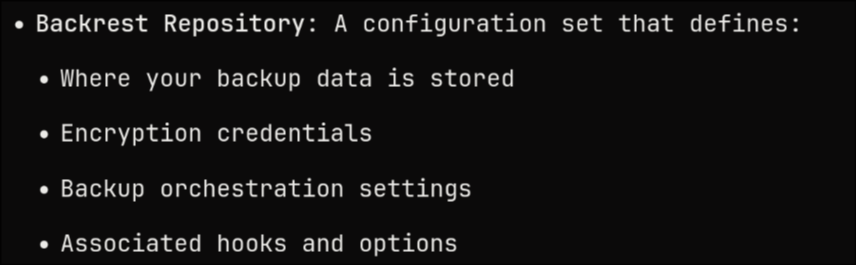 • Backrest Repository: A configuration set that defines:
• Where your backup data is stored
• Encryption credentials
• Backup orchestration settings
• Associated hooks and options